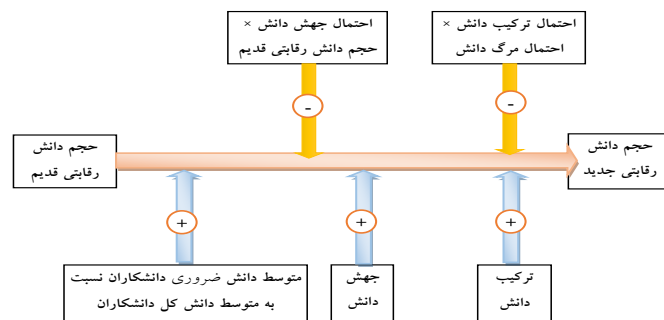 احتمال جهش دانش ×
حجم دانش رقابتی قدیم
احتمال ترکیب دانش ×
احتمال مرگ دانش
-
-
حجم دانش
رقابتی قدیم
حجم دانش
رقابتی جدید
+
+
+
متوسط دانش ضروری دانشکاران نسبت
به متوسط دانش کل دانشکاران
جهش
دانش
ترکیب
دانش